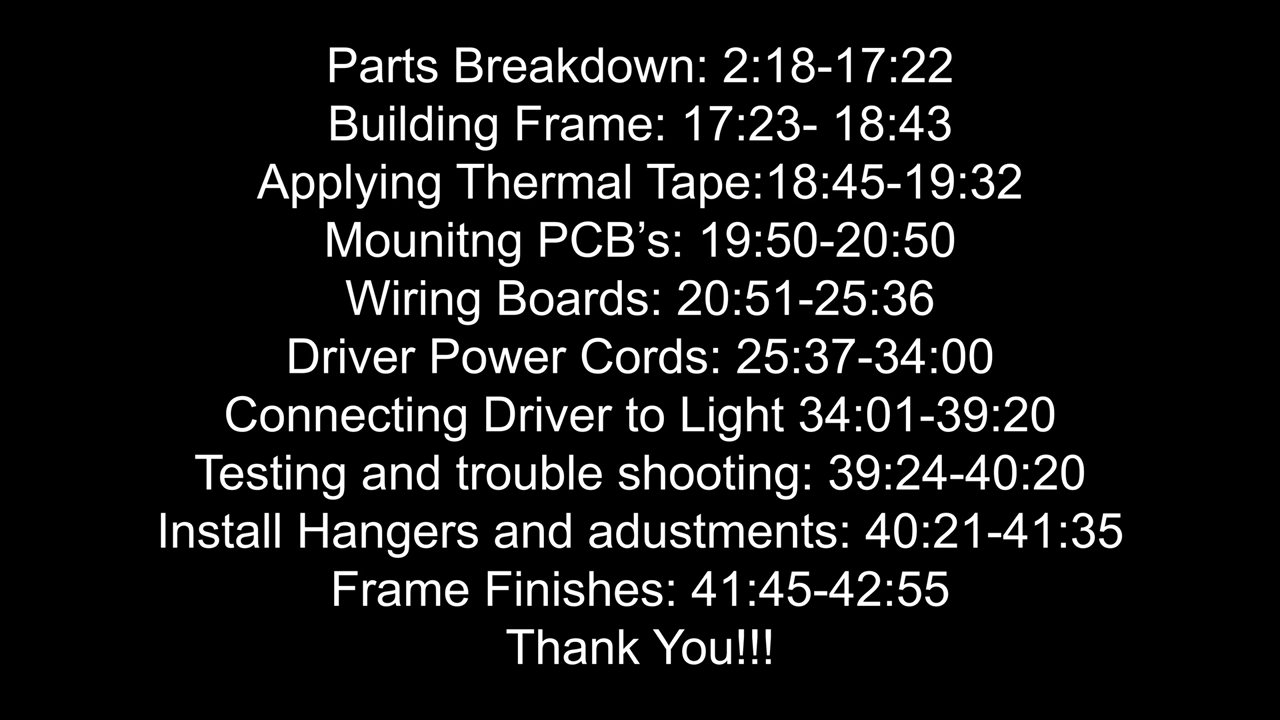 Parts Breakdown: 2:18-17:22
Building Frame: 17:23- 18:43
Applying Thermal Tape:18:45-19:32
Mounitng PCB’s: 19:50-20:50
Wiring Boards: 20:51-25:36
Driver Power Cords: 25:37-34:00
Connecting Driver to Light 34:01-39:20
Testing and trouble shooting: 39:24-40:20
Install Hangers and adustments: 40:21-41:35
Frame Finishes: 41:45-42:55
Thank You!!!